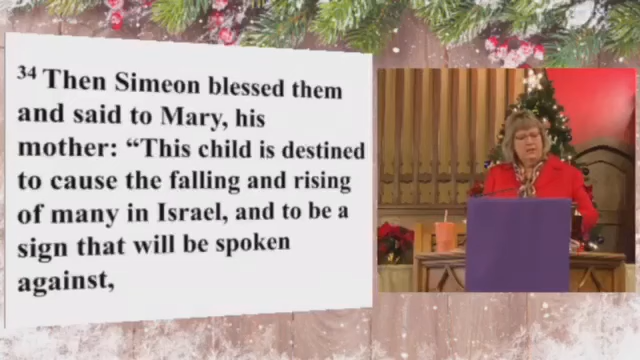 34 Then Simeon blessed them
and said to Mary, his
mother: “This child is destined
to cause the falling and rising
of many in Israel, and to be a
sign that will be spoken
against,